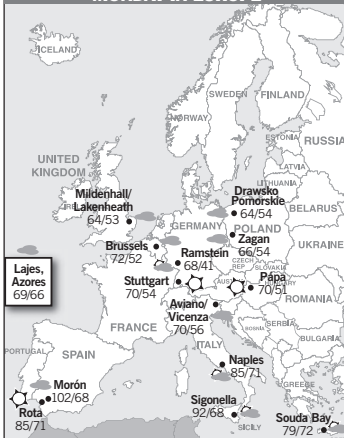 ICELAND
SWEDEN
FINLAND
NORWAY
ESTONIA
RUSSIA
LATVIA
LITHUANIA
UNITED
KINGDOM
Mildenhall/
Lakenheath
64/53
Drawsko
Pomorskie
64/54
BELARUS
GERMANY
POLAND
Zagan
66/54
Brussels
72/52
Ramstein
68/41
UKRAINE
CZECH
REP
SLOVAKIA
Lajes,
Azores
69/66
Stuttgart
70/54
Pápa
70/51
Aviano/
Vicenza
70/56
ROMANIA
FRANCE
BOSNIA
SERBIA
BULGARIA
ITALY
PORTUGAL
SPAIN
Naples
85/71
Morón
102/68
GREECE
Rota
85/71
Sigonella
92/68
SICILY
Souda Bay
79/72